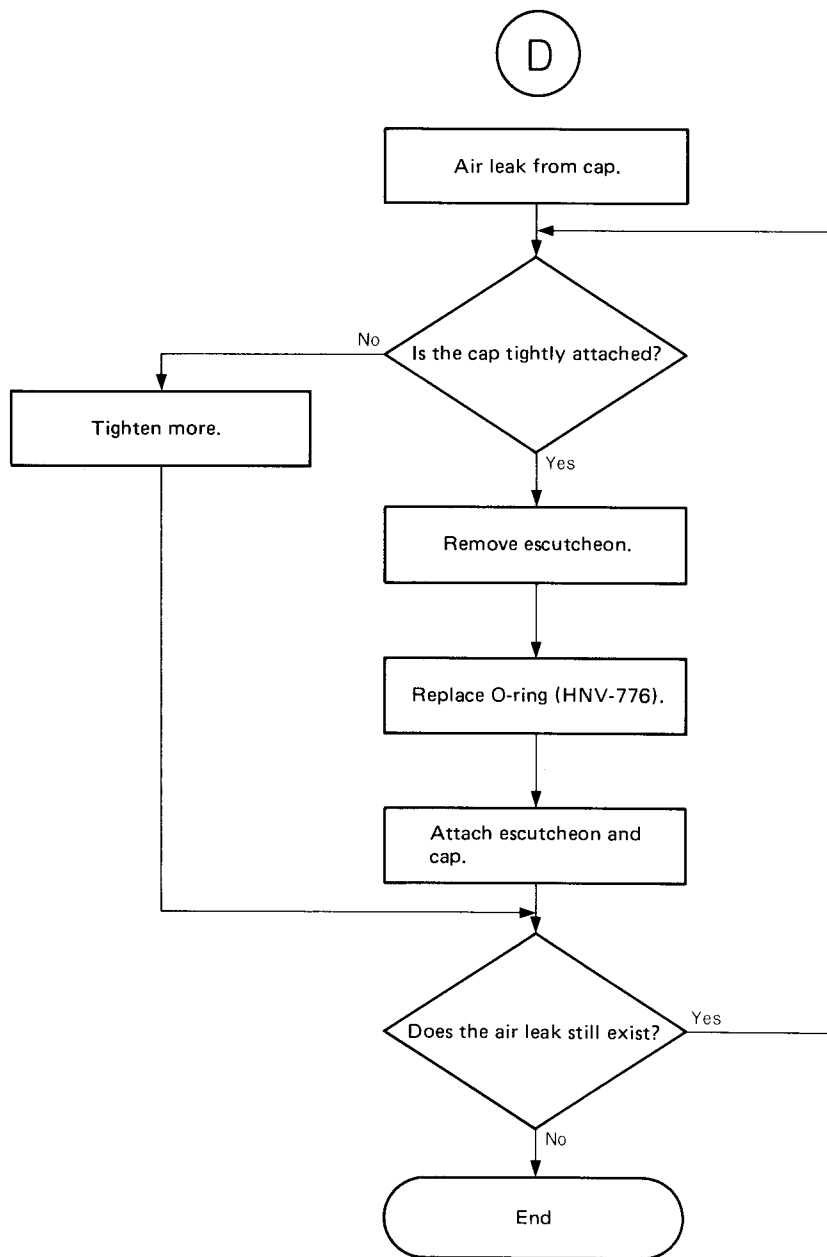 D
Air leak from cap.
Is the cap tightly attached?
No
Tighten more.
Yes
Remove escutcheon.
Replace O-ring (HNV-776).
Attach escutcheon and
cap.
Does the air leak still exist?
Yes
No
End